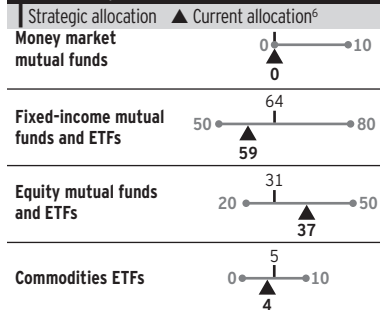 Strategic allocation ▲ Current allocation⁶
Money market
mutual funds
0 10
0
Fixed-income mutual
funds and ETFs
64
50 80
59
Equity mutual funds
and ETFs
31
20 50
37
Commodities ETFs
5
0 10
4